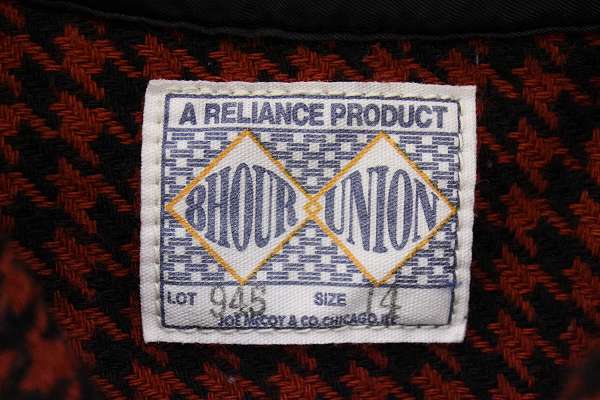 A RELIANCE PRODUCT
8HOUR UNION
LOT 945 SIZE 14
JOE McCOY & CO. CHICAGO, ILL